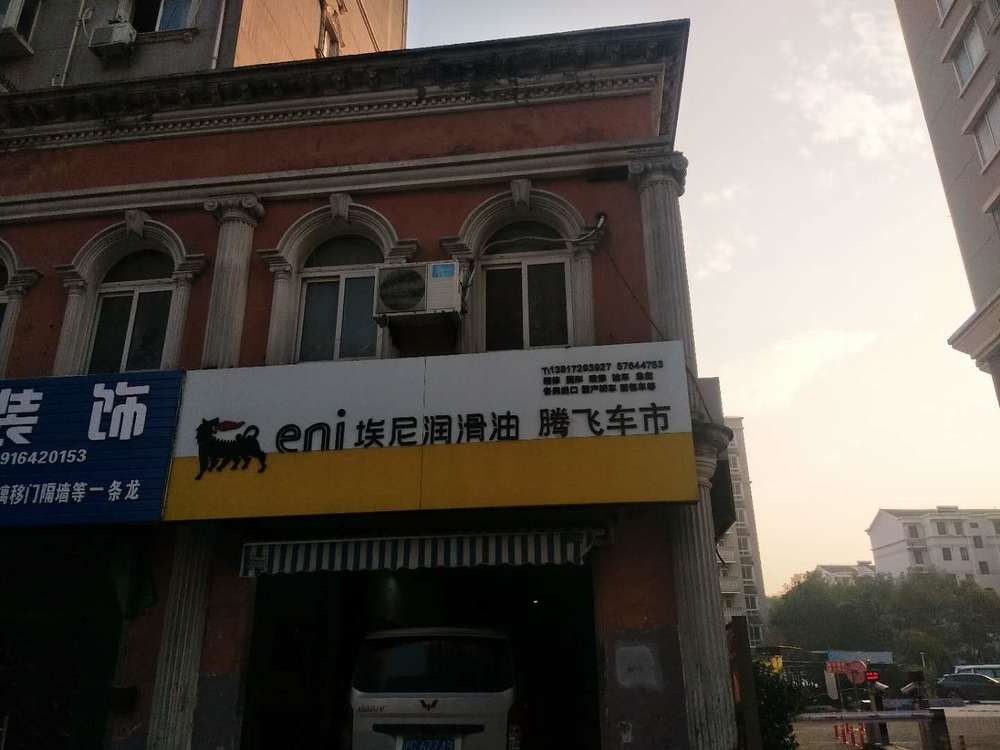 装饰
916420153
移门隔墙等一条龙
eni 埃尼润滑油
腾飞车市
13917293927 57644763